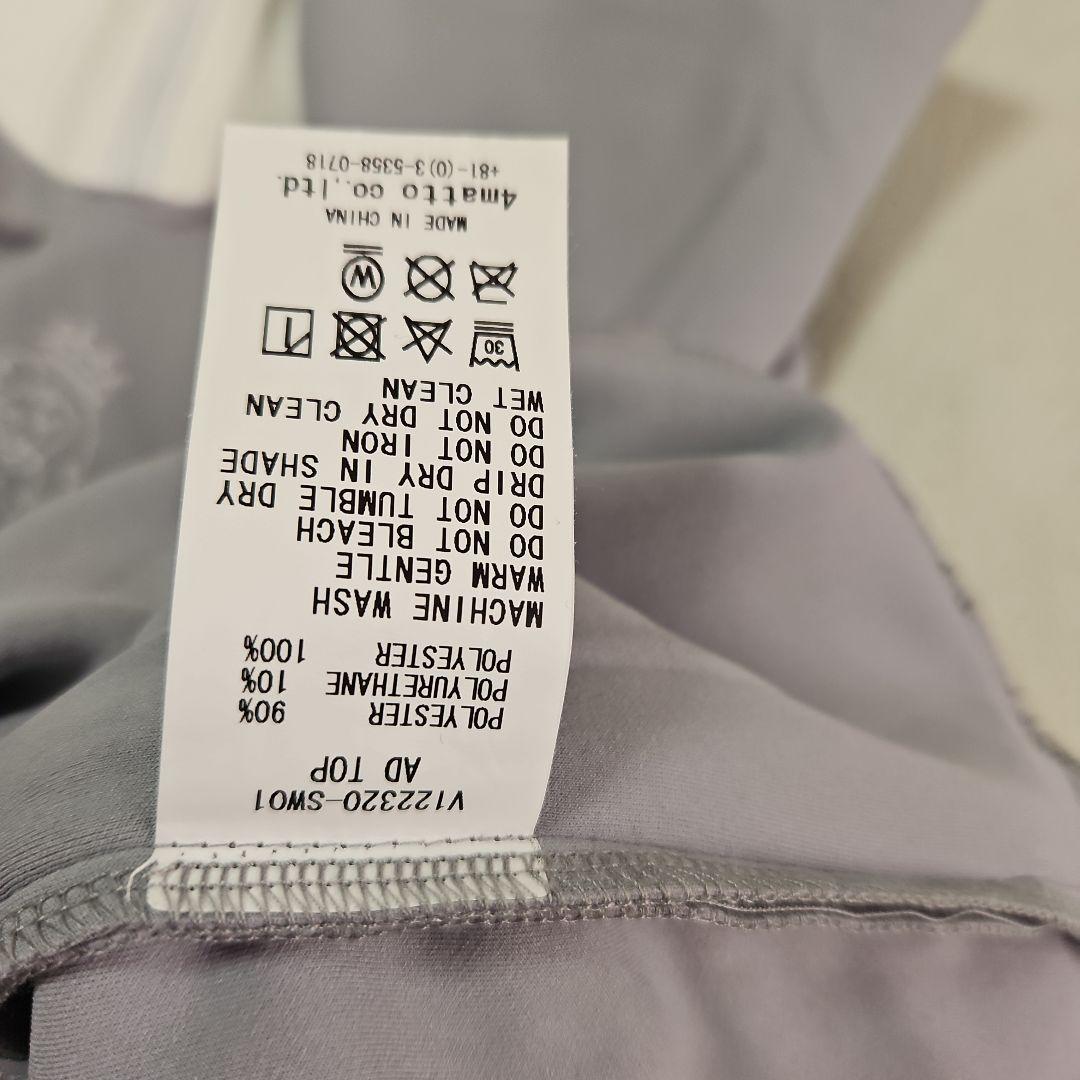 V122320-SW01
AD TOP
POLYESTER 90%
POLYURETHANE 10%
POLYESTER 100%
MACHINE WASH
WARM GENTLE
DO NOT BLEACH
DO NOT TUMBLE DRY
DRIP DRY IN SHADE
DO NOT IRON
DO NOT DRY CLEAN
WET CLEAN
30
W
MADE IN CHINA
4matto co.,ltd.
+81-(0)3-5358-0718